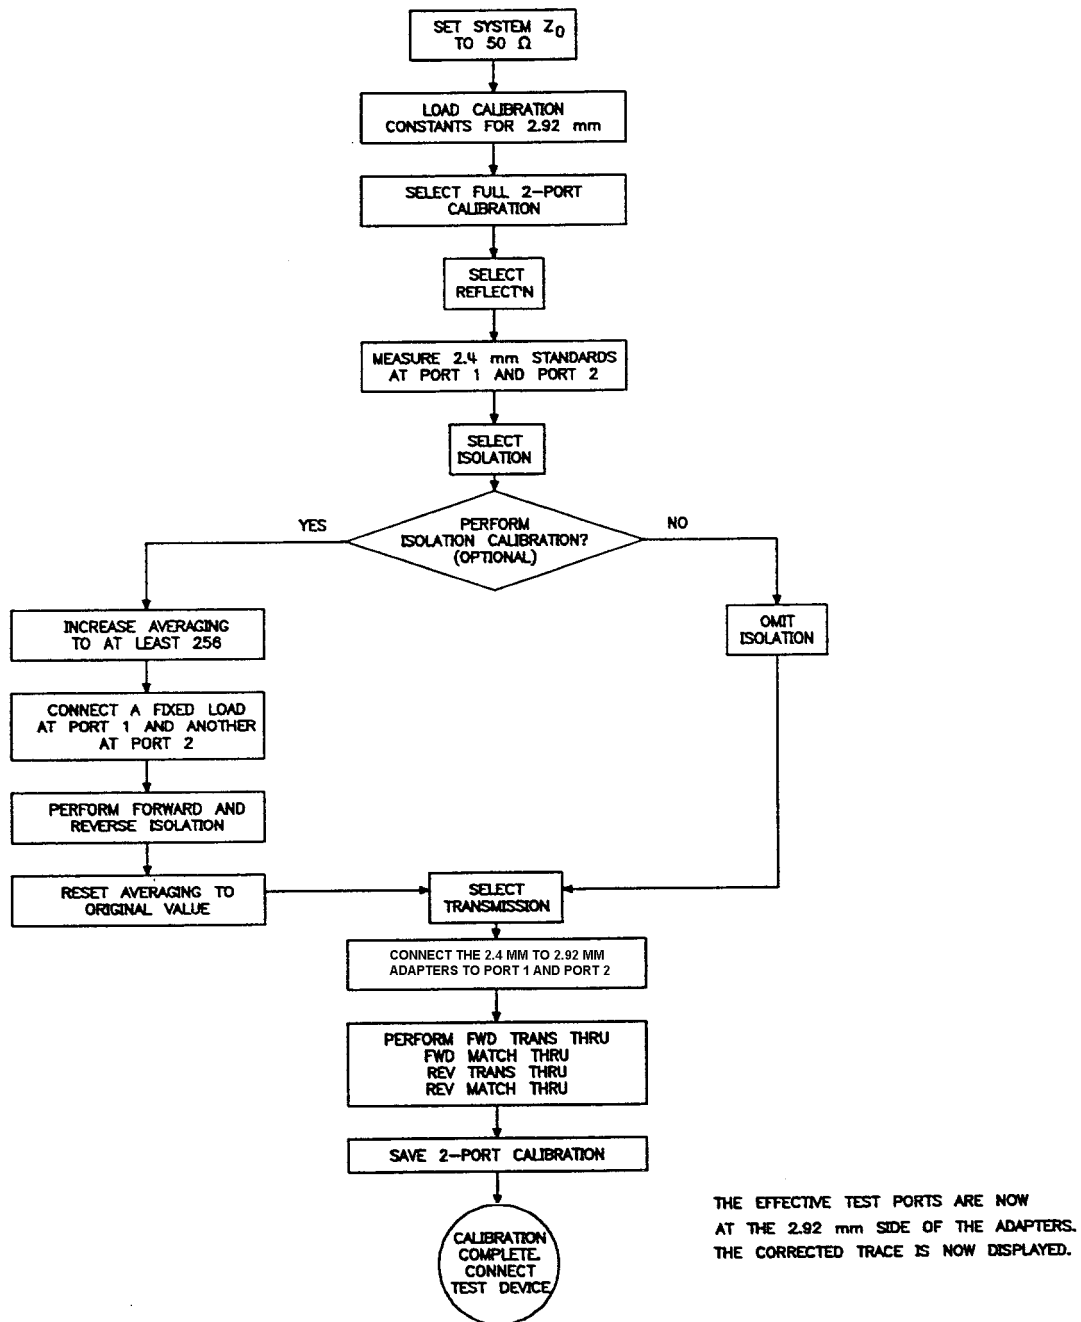 SET SYSTEM Z0
TO 50 Ω
LOAD CALIBRATION
CONSTANTS FOR 2.92 mm
SELECT FULL 2-PORT
CALIBRATION
SELECT
REFLECT'N
MEASURE 2.4 mm STANDARDS
AT PORT 1 AND PORT 2
SELECT
ISOLATION
PERFORM
ISOLATION CALIBRATION?
(OPTIONAL)
YES
NO
INCREASE AVERAGING
TO AT LEAST 256
CONNECT A FIXED LOAD
AT PORT 1 AND ANOTHER
AT PORT 2
PERFORM FORWARD AND
REVERSE ISOLATION
RESET AVERAGING TO
ORIGINAL VALUE
OMIT
ISOLATION
SELECT
TRANSMISSION
CONNECT THE 2.4 MM TO 2.92 MM
ADAPTERS TO PORT 1 AND PORT 2
PERFORM FWD TRANS THRU
FWD MATCH THRU
REV TRANS THRU
REV MATCH THRU
SAVE 2-PORT CALIBRATION
CALIBRATION
COMPLETE.
CONNECT
TEST DEVICE
THE EFFECTIVE TEST PORTS ARE NOW
AT THE 2.92 mm SIDE OF THE ADAPTERS.
THE CORRECTED TRACE IS NOW DISPLAYED.